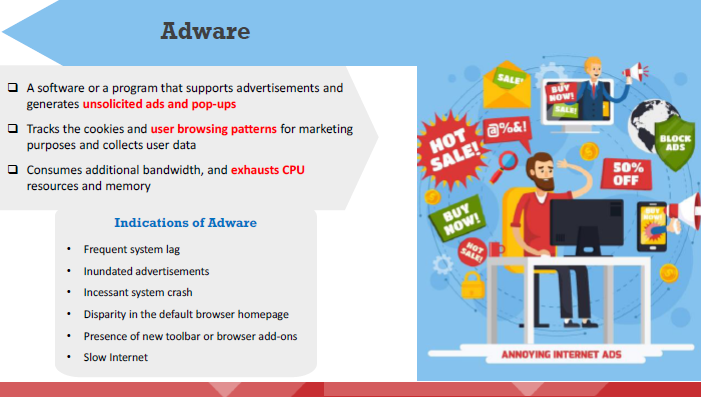 Adware
❑ A software or a program that supports advertisements and
generates unsolicited ads and pop-ups
❑ Tracks the cookies and user browsing patterns for marketing
purposes and collects user data
❑ Consumes additional bandwidth, and exhausts CPU
resources and memory
Indications of Adware
• Frequent system lag
• Inundated advertisements
• Incessant system crash
• Disparity in the default browser homepage
• Presence of new toolbar or browser add-ons
• Slow Internet
SALE!
BUY
NOW!
SALE!
HOT
SALE!
@%&!
BLOCK
ADS
50%
OFF
BUY
NOW!
BUY
NOW!
HOT
SALE!
ANNOYING INTERNET ADS